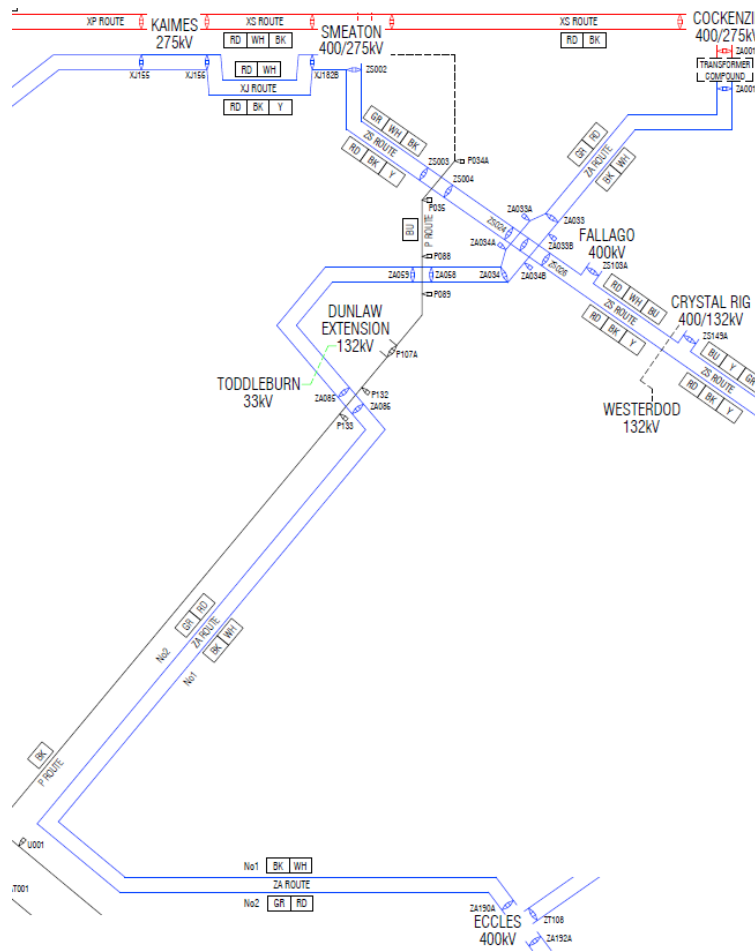 XP ROUTE
KAIMES
275kV
XS ROUTE
SMEATON
400/275kV
XS ROUTE
COCKENZI
400/275kV
RD WH BK
RD BK
ZA001
TRANSFORMER
COMPOUND
ZA001
XJ155
XJ156
RD WH
XJ182B
ZS002
XJ ROUTE
RD BK Y
GR WH BK
ZS ROUTE
RD BK Y
ZS003
P034A
ZS004
GR RD
ZA ROUTE
BK WH
P035
BU
P ROUTE
ZS024
ZA033A
ZA033
ZA034A
ZA033B
FALLAGO
400kV
P088
ZA059
ZA058
ZA034
ZA034B
ZS026
ZS103A
P089
RD WH BU
ZS ROUTE
RD BK Y
CRYSTAL RIG
400/132kV
DUNLAW
EXTENSION
132kV
P107A
ZS149A
BU Y GR
ZS ROUTE
RD BK Y
TODDLEBURN
33kV
ZA085
P132
ZA086
P133
WESTERDOD
132kV
GR RD
ZA ROUTE
BK WH
No2
No1
BK
P ROUTE
U001
No1 BK WH
ZA ROUTE
No2 GR RD
AT001
ZA190A
ZT108
ECCLES
400kV
ZA192A